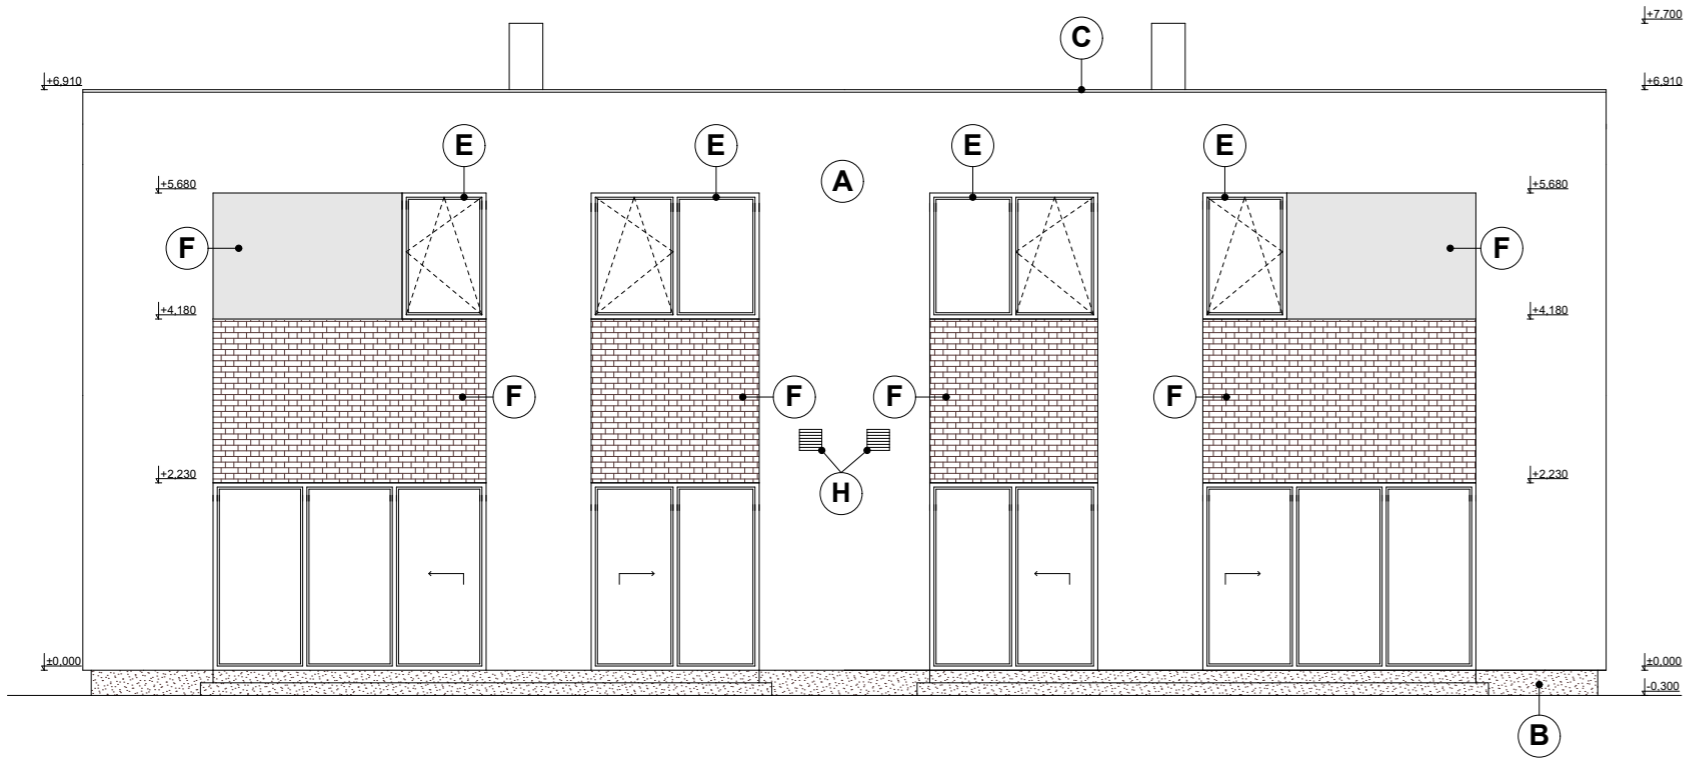 +7,700
C
+6,910
+6,910
E
E
E
E
A
+5,680
+5,680
F
F
+4,180
+4,180
F
F
F
F
+2,230
+2,230
H
±0,000
±0,000
-0,300
B